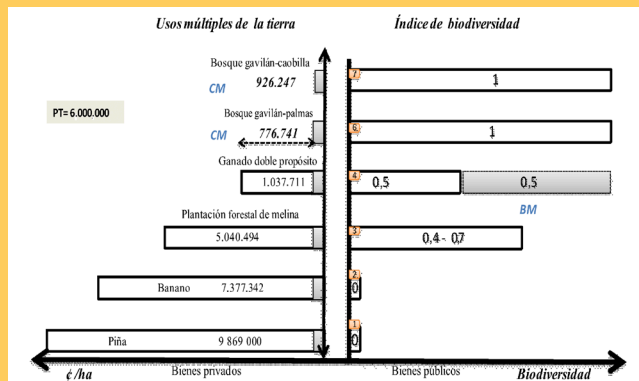 Usos múltiples de la tierra
Índice de biodiversidad
Bosque gavilán-caobilla
CM 926.247
7
1
PT= 6.000.000
Bosque gavilán-palmas
CM 776.741
6
1
Ganado doble propósito
1.037.711
4
0,5
0,5
BM
Plantación forestal de melina
5.040.494
3
0,4 - 0,7
Banano 7.377.342
2
0
Piña 9 869 000
1
0
¢/ha
Bienes privados
Bienes públicos
Biodiversidad